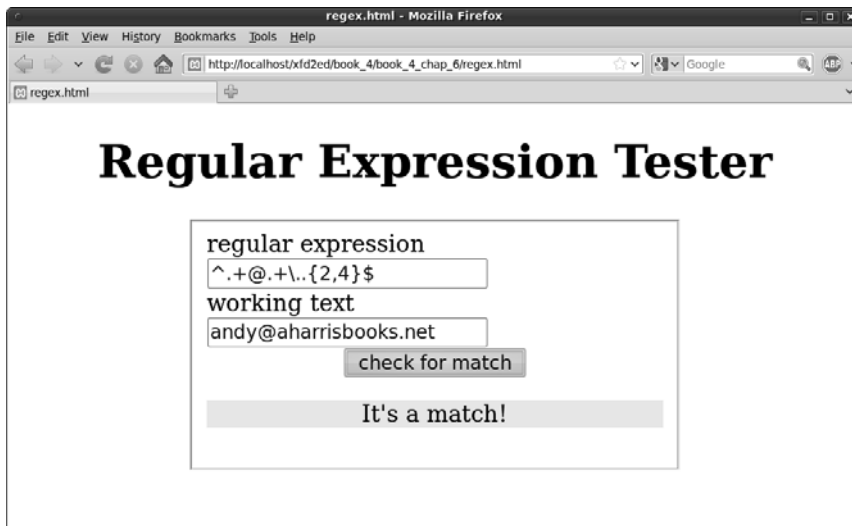 regex.html - Mozilla Firefox
File Edit View History Bookmarks Tools Help
http://localhost/xfd2ed/book_4/book_4_chap_6/regex.html Google ABP
regex.html
Regular Expression Tester
regular expression
^.+@.+\..{2,4}$
working text
andy@aharrisbooks.net
check for match
It's a match!